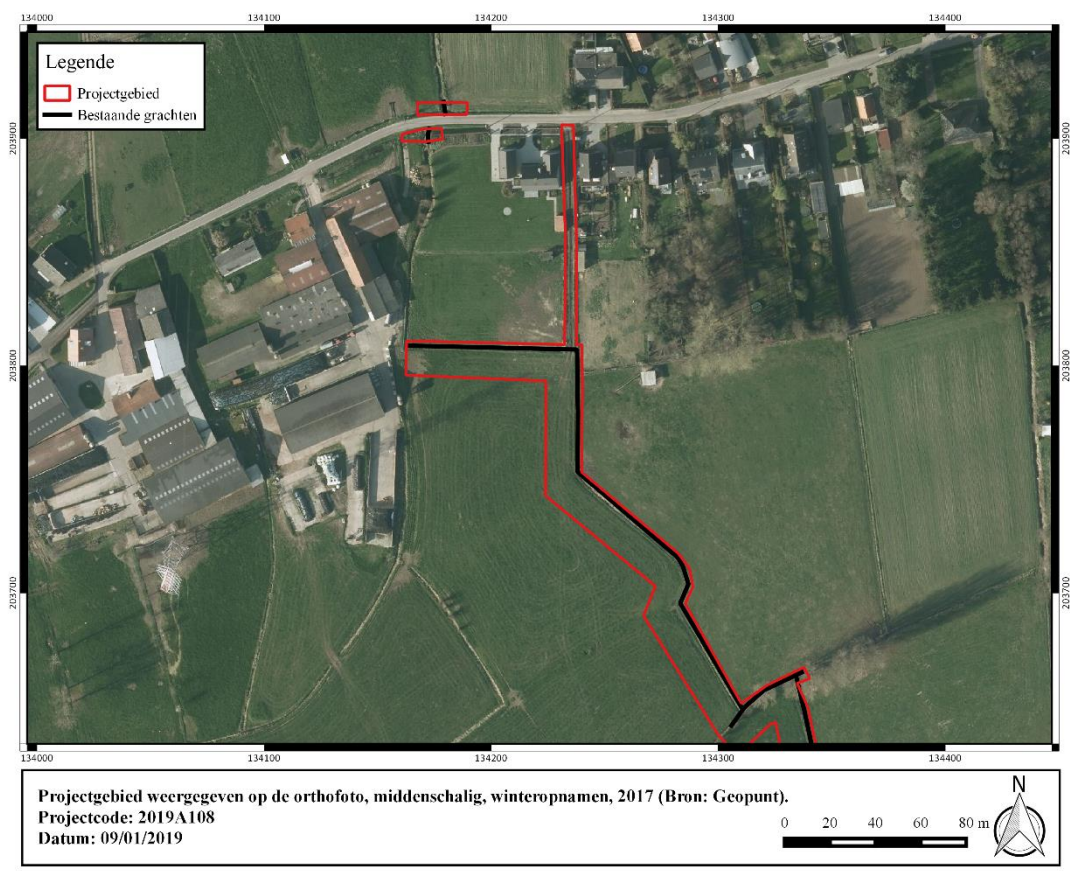 134000 134100 134200 134300 134400
Legende
Projectgebied
Bestaande grachten
203900 203900
203800 203800
203700 203700
134000 134100 134200 134300 134400
Projectgebied weergegeven op de orthofoto, middenschalig, winteropnamen, 2017 (Bron: Geopunt).
Projectcode: 2019A108
Datum: 09/01/2019
0 20 40 60 80 m
N